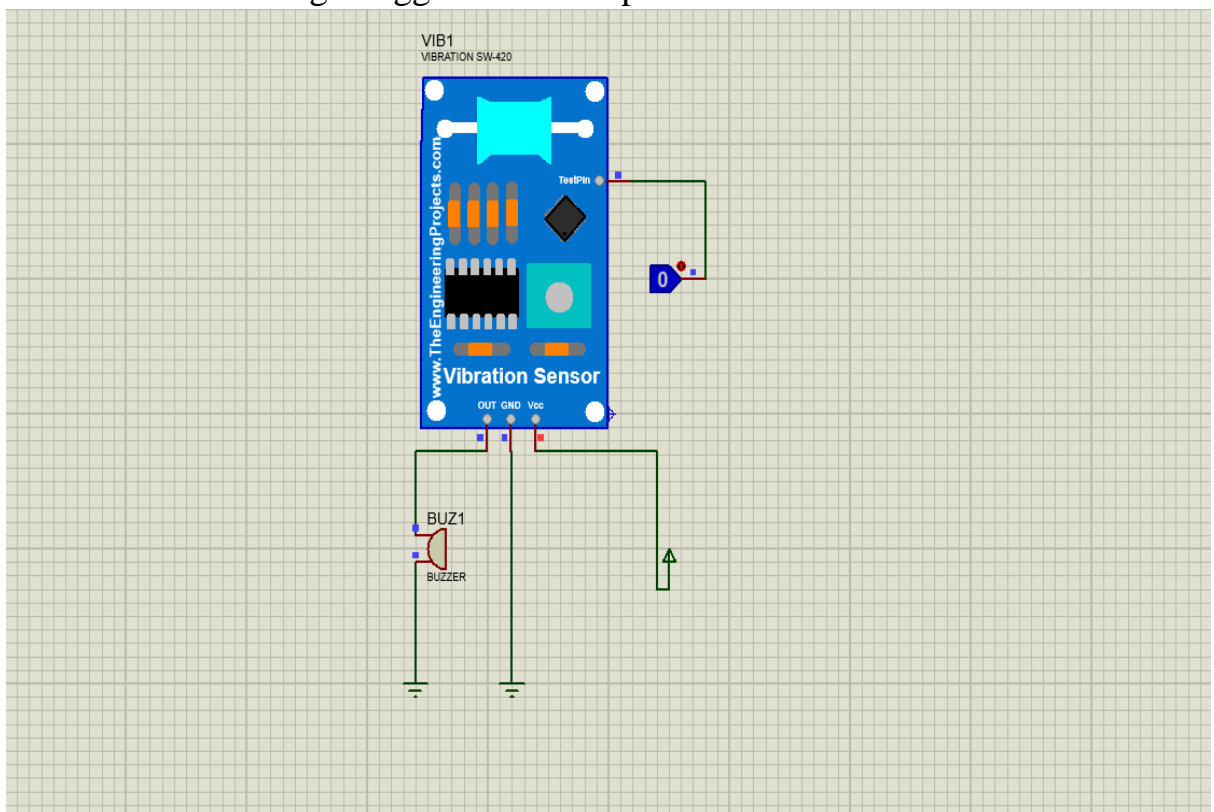 VIB1
VIBRATION SW-420
www.TheEngineeringProjects.com
TestPin
0
Vibration Sensor
OUT GND Vcc
BUZ1
BUZZER